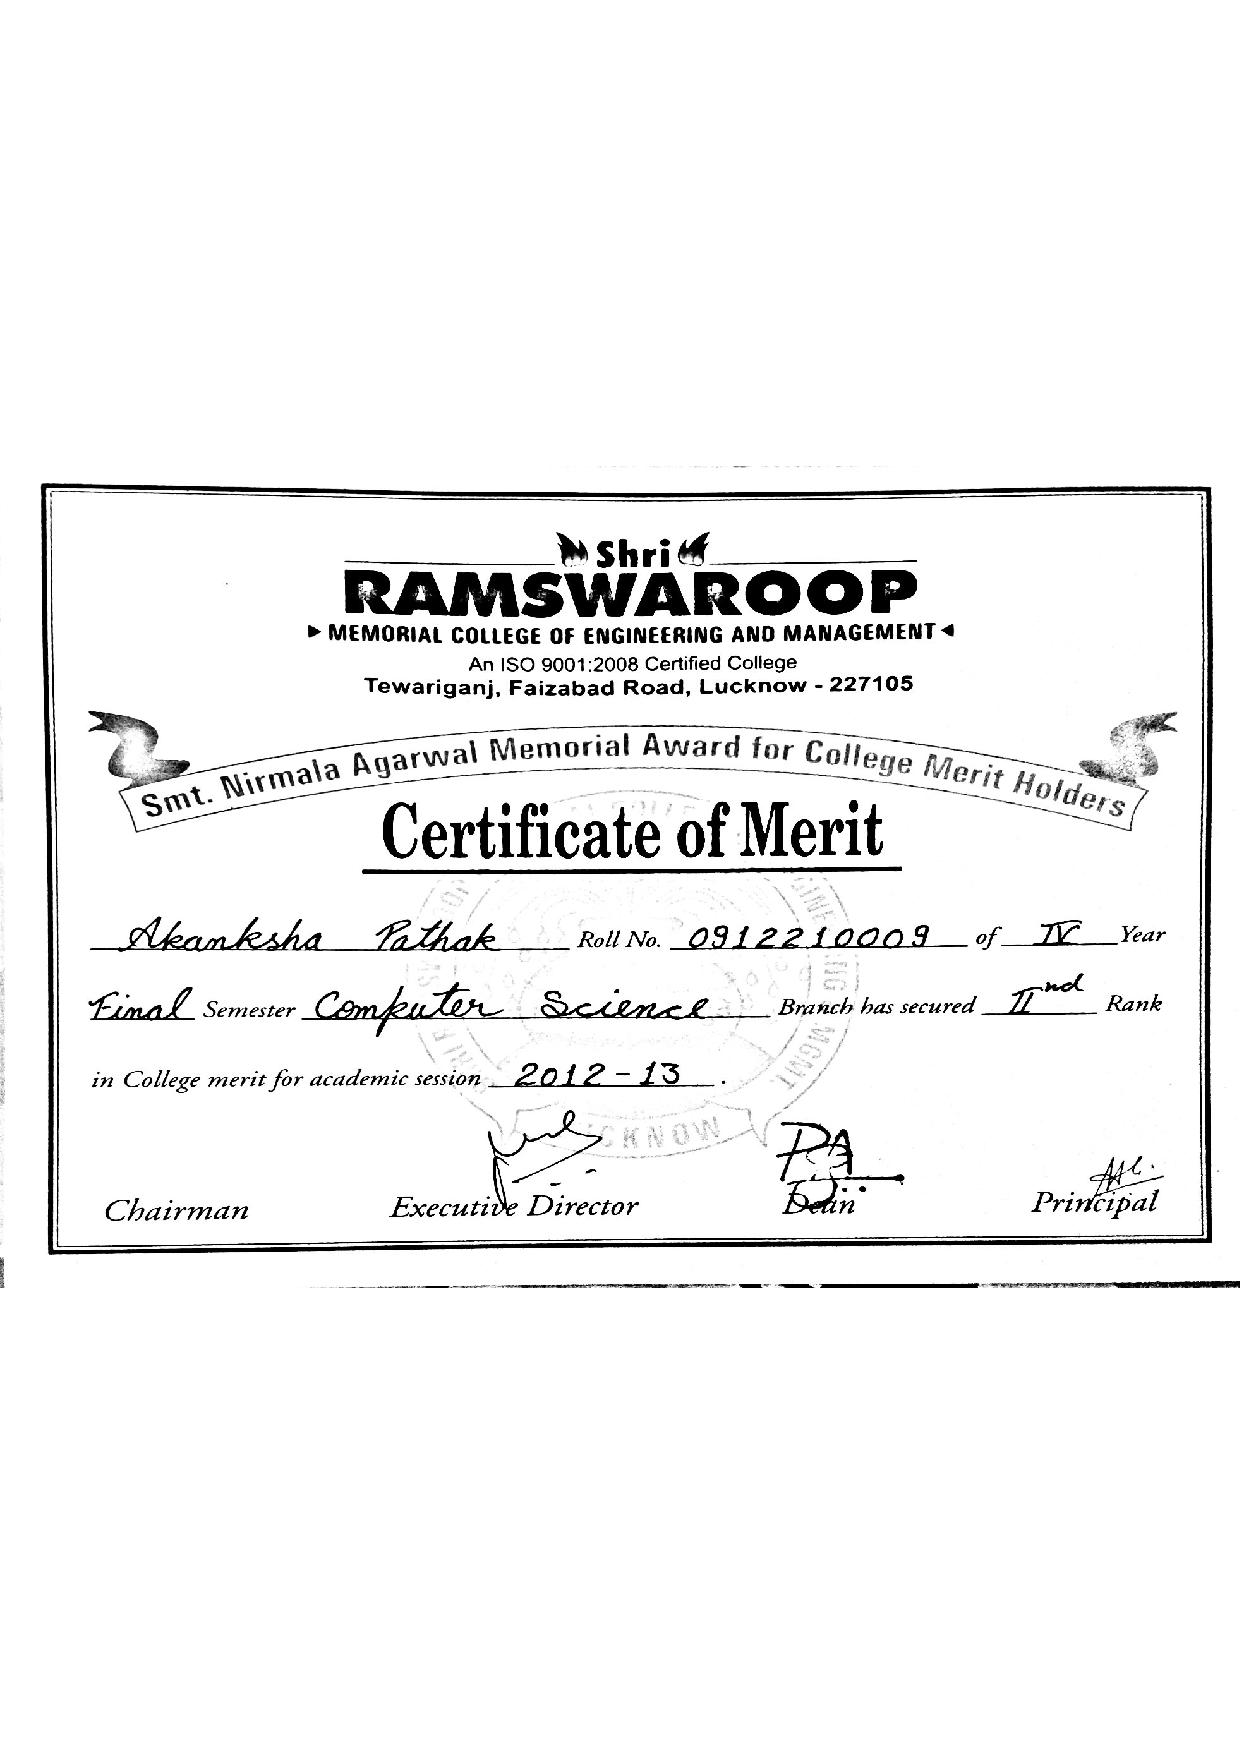 Shri
RAMSWAROOP
MEMORIAL COLLEGE OF ENGINEERING AND MANAGEMENT
An ISO 9001:2008 Certified College
Tewariganj, Faizabad Road, Lucknow - 227105
Smt. Nirmala Agarwal Memorial Award for College Merit Holders
Certificate of Merit
Akanksha Pathak Roll No. 0912210009 of IV Year
Final Semester Computer Science Branch has secured IInd Rank
in College merit for academic session 2012-13.
LUCKNOW
Chairman Executive Director Dean Principal